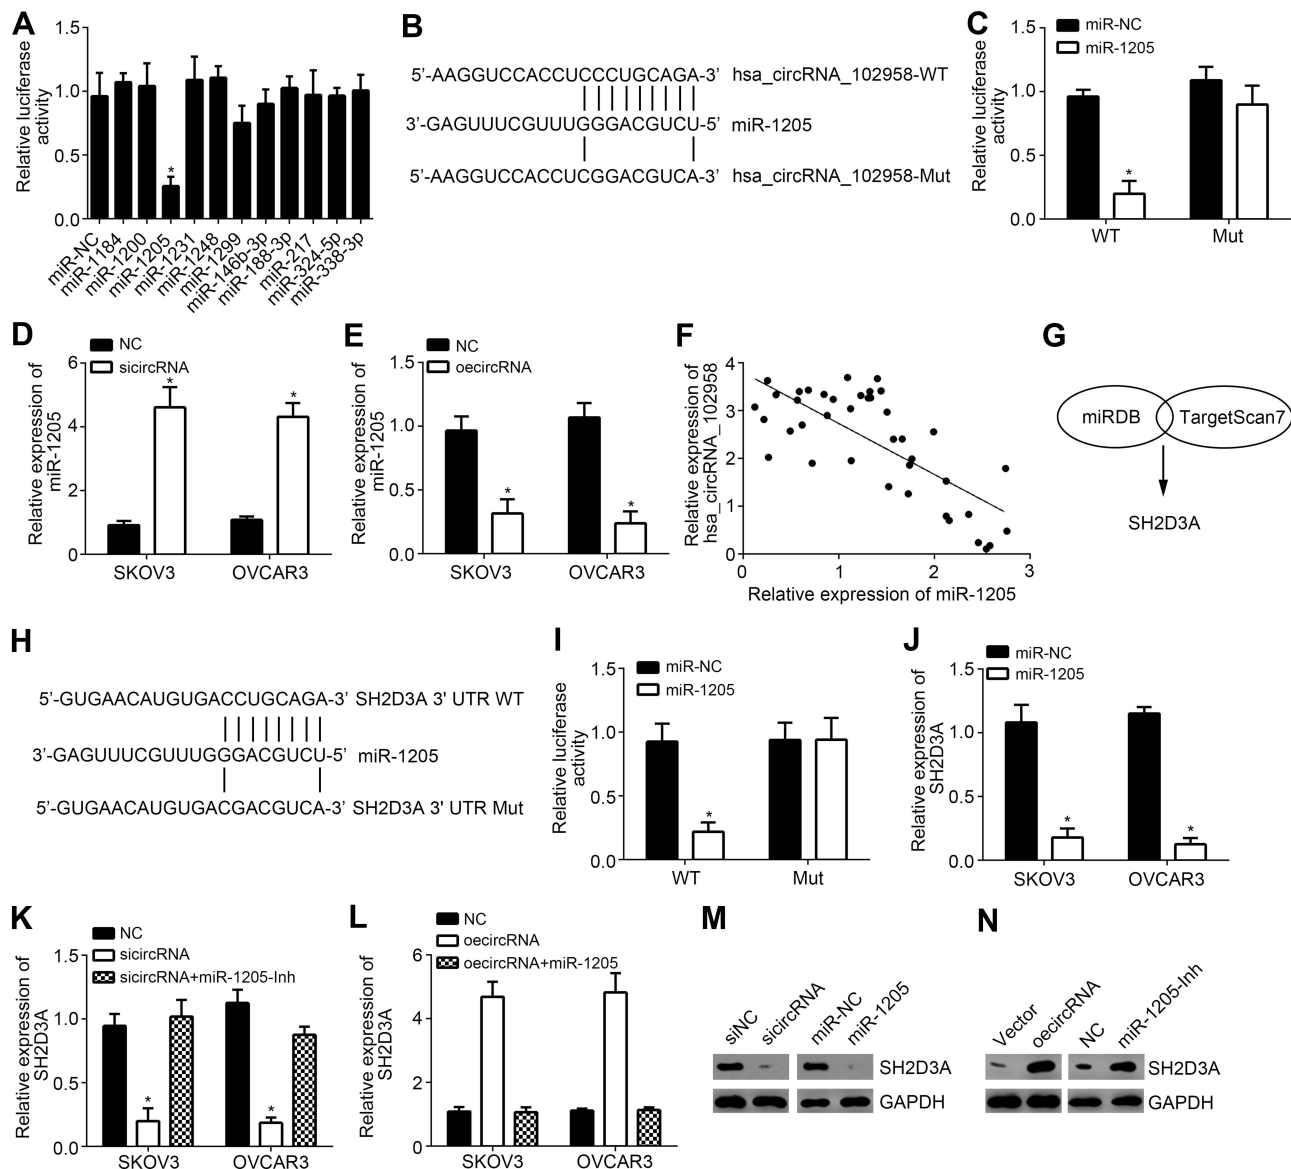 A
1.5
1.0
0.5
0.0
Relative luciferase
activity
*
miR-NC
miR-1184
miR-1200
miR-1205
miR-1231
miR-1248
miR-1299
miR-146b-3p
miR-188-3p
miR-217
miR-324-5p
miR-338-3p
B
5'-AAGGUCCACCUCCCUGCAGA-3' hsa_circRNA_102958-WT
3'-GAGUUUCGUUUGGGACGUCU-5' miR-1205
5'-AAGGUCCACCUCGGACGUCA-3' hsa_circRNA_102958-Mut
C
miR-NC
miR-1205
1.5
1.0
0.5
0.0
Relative luciferase
activity
*
WT
Mut
D
NC
sicircRNA
6
4
2
0
Relative expression of
miR-1205
*
*
SKOV3
OVCAR3
E
NC
oecircRNA
1.5
1.0
0.5
0.0
Relative expression of
miR-1205
*
*
SKOV3
OVCAR3
F
4
3
2
1
0
Relative expression of
hsa_circRNA_102958
0
1
2
3
Relative expression of miR-1205
G
miRDB
TargetScan7
SH2D3A
H
5'-GUGAACAUGUGACCUGCAGA-3' SH2D3A 3' UTR WT
3'-GAGUUUCGUUUGGGACGUCU-5' miR-1205
5'-GUGAACAUGUGACGACGUCA-3' SH2D3A 3' UTR Mut
I
miR-NC
miR-1205
1.5
1.0
0.5
0.0
Relative luciferase
activity
*
WT
Mut
J
miR-NC
miR-1205
1.5
1.0
0.5
0.0
Relative expression of
SH2D3A
*
*
SKOV3
OVCAR3
K
NC
sicircRNA
sicircRNA+miR-1205-Inh
1.5
1.0
0.5
0.0
Relative expression of
SH2D3A
*
*
SKOV3
OVCAR3
L
NC
oecircRNA
oecircRNA+miR-1205
6
4
2
0
Relative expression of
SH2D3A
SKOV3
OVCAR3
M
siNC
sicircRNA
miR-NC
miR-1205
SH2D3A
GAPDH
N
Vector
oecircRNA
NC
miR-1205-Inh
SH2D3A
GAPDH